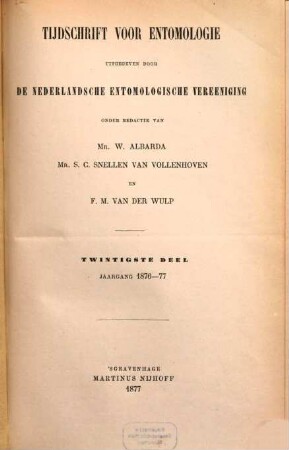 TIJDSCHRIFT VOOR ENTOMOLOGIE
UITGEGEVEN DOOR
DE NEDERLANDSCHE ENTOMOLOGISCHE VEREENIGING
ONDER REDACTIE VAN
MR. W. ALBARDA
MR. S. C. SNELLEN VAN VOLLENHOVEN
EN
F. M. VAN DER WULP
TWINTIGSTE DEEL
JAARGANG 1876—77
'SGRAVENHAGE
MARTINUS NIJHOFF
1877